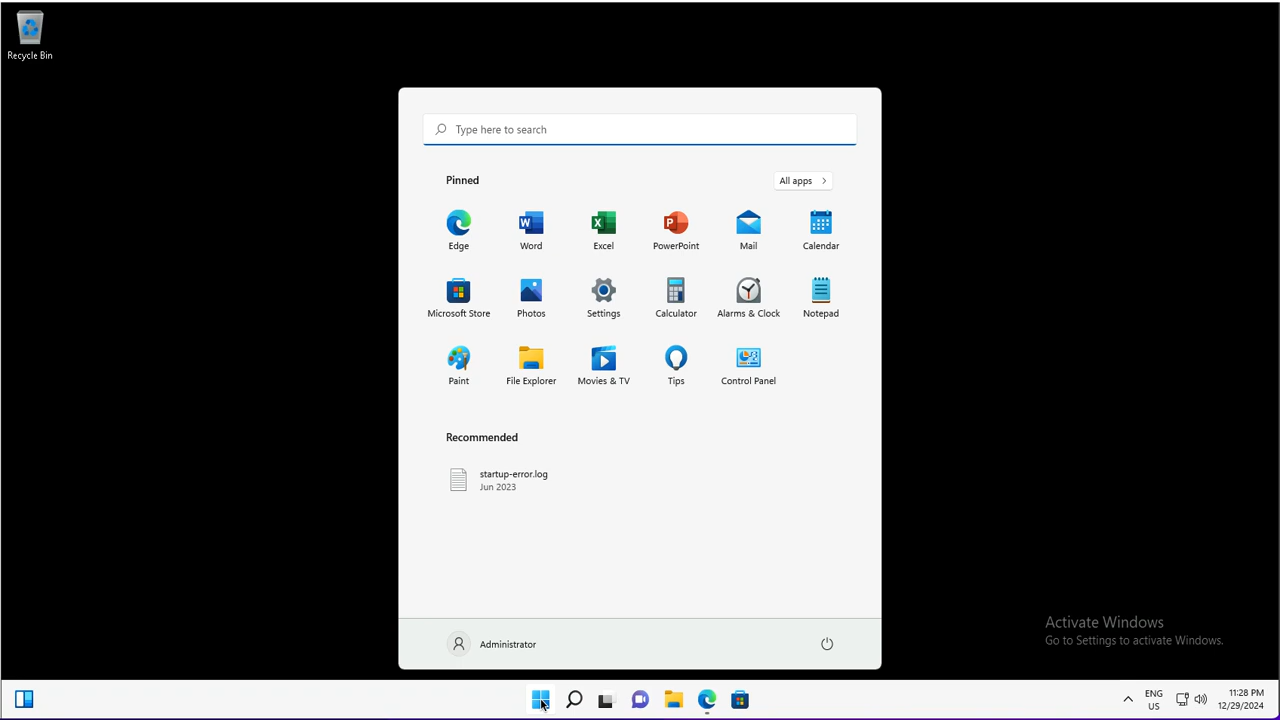 Recycle Bin
Type here to search
Pinned
All apps
Edge
Word
Excel
PowerPoint
Mail
Calendar
Microsoft Store
Photos
Settings
Calculator
Alarms & Clock
Notepad
Paint
File Explorer
Movies & TV
Tips
Control Panel
Recommended
startup-error.log
Jun 2023
Administrator
Activate Windows
Go to Settings to activate Windows.
ENG
US
11:28 PM
12/29/2024